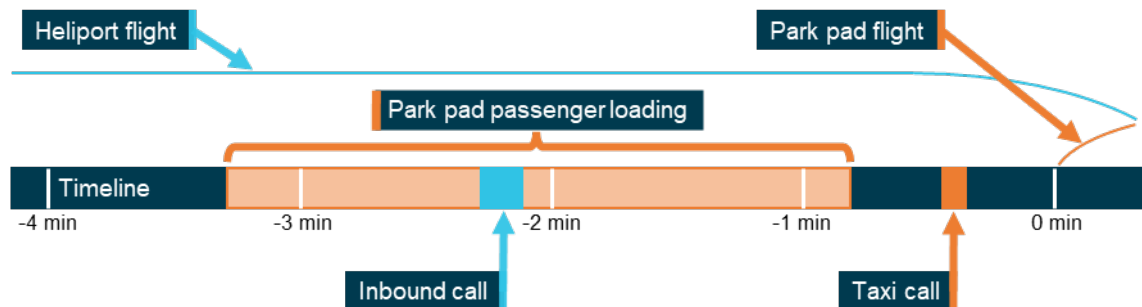 Heliport flight
Park pad flight
Park pad passenger loading
Timeline
-4 min
-3 min
-2 min
-1 min
0 min
Inbound call
Taxi call